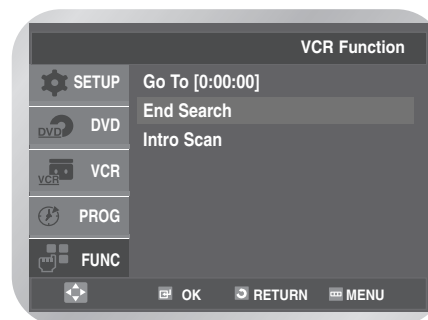 VCR Function
SETUP
Go To [0:00:00]
End Search
DVD
DVD
Intro Scan
VCR
VCR
PROG
FUNC
OK RETURN MENU